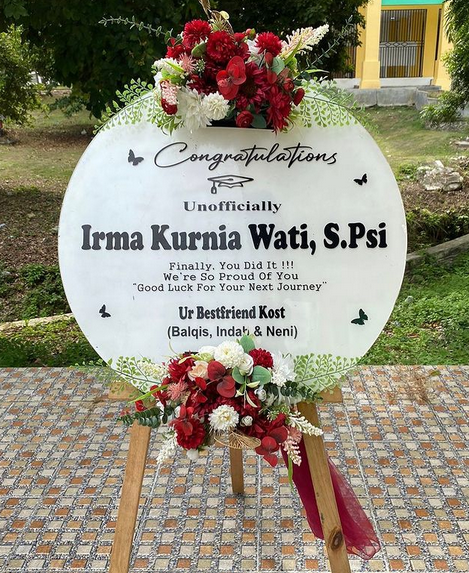 Congratulations
Unofficially
Irma Kurnia Wati, S.Psi
Finally, You Did It !!!
We're So Proud Of You
"Good Luck For Your Next Journey"
Ur Bestfriend Kost
(Balqis, Indah & Neni)